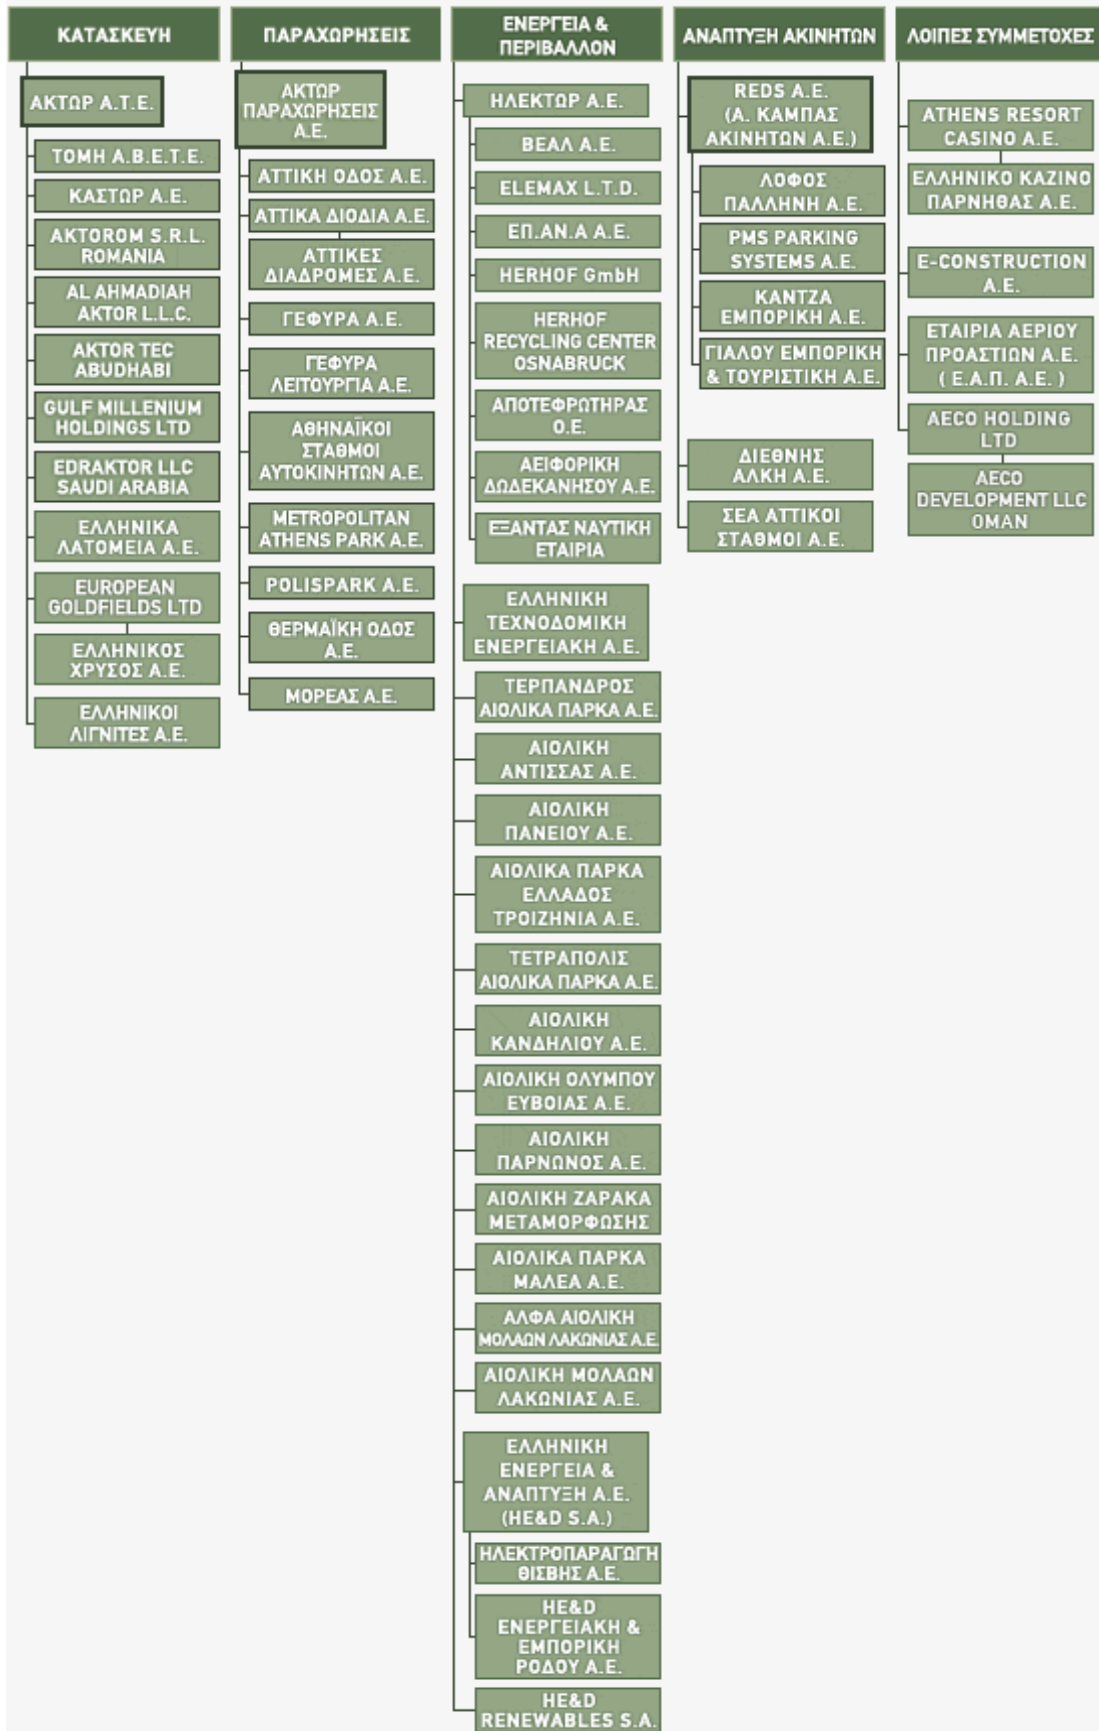 ΚΑΤΑΣΚΕΥΗ
ΑΚΤΩΡ Α.Τ.Ε.
ΤΟΜΗ Α.Β.Ε.Τ.Ε.
ΚΑΣΤΩΡ Α.Ε.
AKTOROM S.R.L.
ROMANIA
AL AHMADIAH
AKTOR L.L.C.
AKTOR TEC
ABUDHABI
GULF MILLENIUM
HOLDINGS LTD
EDRAKTOR LLC
SAUDI ARABIA
ΕΛΛΗΝΙΚΑ
ΛΑΤΟΜΕΙΑ Α.Ε.
EUROPEAN
GOLDFIELDS LTD
ΕΛΛΗΝΙΚΟΣ
ΧΡΥΣΟΣ Α.Ε.
ΕΛΛΗΝΙΚΟΙ
ΛΙΓΝΙΤΕΣ Α.Ε.
ΠΑΡΑΧΩΡΗΣΕΙΣ
ΑΚΤΩΡ
ΠΑΡΑΧΩΡΗΣΕΙΣ
Α.Ε.
ΑΤΤΙΚΗ ΟΔΟΣ Α.Ε.
ΑΤΤΙΚΑ ΔΙΟΔΙΑ Α.Ε.
ΑΤΤΙΚΕΣ
ΔΙΑΔΡΟΜΕΣ Α.Ε.
ΓΕΦΥΡΑ Α.Ε.
ΓΕΦΥΡΑ
ΛΕΙΤΟΥΡΓΙΑ Α.Ε.
ΑΘΗΝΑΪΚΟΙ
ΣΤΑΘΜΟΙ
ΑΥΤΟΚΙΝΗΤΩΝ Α.Ε.
METROPOLITAN
ATHENS PARK Α.Ε.
POLISPARK Α.Ε.
ΘΕΡΜΑΪΚΗ ΟΔΟΣ
Α.Ε.
ΜΟΡΕΑΣ Α.Ε.
ΕΝΕΡΓΕΙΑ &
ΠΕΡΙΒΑΛΛΟΝ
ΗΛΕΚΤΩΡ Α.Ε.
ΒΕΑΛ Α.Ε.
ELEMAX L.T.D.
ΕΠ.ΑΝ.Α Α.Ε.
HERHOF GmbH
HERHOF
RECYCLING CENTER
OSNABRUCK
ΑΠΟΤΕΦΡΩΤΗΡΑΣ
Ο.Ε.
ΑΕΙΦΟΡΙΚΗ
ΔΩΔΕΚΑΝΗΣΟΥ Α.Ε.
ΕΞΑΝΤΑΣ ΝΑΥΤΙΚΗ
ΕΤΑΙΡΙΑ
ΕΛΛΗΝΙΚΗ
ΤΕΧΝΟΔΟΜΙΚΗ
ΕΝΕΡΓΕΙΑΚΗ Α.Ε.
ΤΕΡΠΑΝΔΡΟΣ
ΑΙΟΛΙΚΑ ΠΑΡΚΑ Α.Ε.
ΑΙΟΛΙΚΗ
ΑΝΤΙΣΣΑΣ Α.Ε.
ΑΙΟΛΙΚΗ
ΠΑΝΕΙΟΥ Α.Ε.
ΑΙΟΛΙΚΑ ΠΑΡΚΑ
ΕΛΛΑΔΟΣ
ΤΡΟΙΖΗΝΙΑ Α.Ε.
ΤΕΤΡΑΠΟΛΙΣ
ΑΙΟΛΙΚΑ ΠΑΡΚΑ Α.Ε.
ΑΙΟΛΙΚΗ
ΚΑΝΔΗΛΙΟΥ Α.Ε.
ΑΙΟΛΙΚΗ ΟΛΥΜΠΟΥ
ΕΥΒΟΙΑΣ Α.Ε.
ΑΙΟΛΙΚΗ
ΠΑΡΝΩΝΟΣ Α.Ε.
ΑΙΟΛΙΚΗ ΖΑΡΑΚΑ
ΜΕΤΑΜΟΡΦΩΣΗΣ
ΑΙΟΛΙΚΑ ΠΑΡΚΑ
ΜΑΛΕΑ Α.Ε.
ΑΛΦΑ ΑΙΟΛΙΚΗ
ΜΟΛΑΩΝ ΛΑΚΩΝΙΑΣ Α.Ε.
ΑΙΟΛΙΚΗ ΜΟΛΑΩΝ
ΛΑΚΩΝΙΑΣ Α.Ε.
ΕΛΛΗΝΙΚΗ
ΕΝΕΡΓΕΙΑ &
ΑΝΑΠΤΥΞΗ Α.Ε.
(HE&D S.A.)
ΗΛΕΚΤΡΟΠΑΡΑΓΩΓΗ
ΘΙΣΒΗΣ Α.Ε.
HE&D
ΕΝΕΡΓΕΙΑΚΗ &
ΕΜΠΟΡΙΚΗ
ΡΟΔΟΥ Α.Ε.
HE&D
RENEWABLES S.A.
ΑΝΑΠΤΥΞΗ ΑΚΙΝΗΤΩΝ
REDS Α.Ε.
(Α. ΚΑΜΠΑΣ
ΑΚΙΝΗΤΩΝ Α.Ε.)
ΛΟΦΟΣ
ΠΑΛΛΗΝΗ Α.Ε.
PMS PARKING
SYSTEMS Α.Ε.
ΚΑΝΤΖΑ
ΕΜΠΟΡΙΚΗ Α.Ε.
ΓΙΑΛΟΥ ΕΜΠΟΡΙΚΗ
& ΤΟΥΡΙΣΤΙΚΗ Α.Ε.
ΔΙΕΘΝΗΣ
ΑΛΚΗ Α.Ε.
ΣΕΑ ΑΤΤΙΚΟΙ
ΣΤΑΘΜΟΙ Α.Ε.
ΛΟΙΠΕΣ ΣΥΜΜΕΤΟΧΕΣ
ATHENS RESORT
CASINO Α.Ε.
ΕΛΛΗΝΙΚΟ ΚΑΖΙΝΟ
ΠΑΡΝΗΘΑΣ Α.Ε.
E-CONSTRUCTION
Α.Ε.
ΕΤΑΙΡΙΑ ΑΕΡΙΟΥ
ΠΡΟΑΣΤΙΩΝ Α.Ε.
( Ε.Α.Π. Α.Ε. )
AECO HOLDING
LTD
AECO
DEVELOPMENT LLC
OMAN